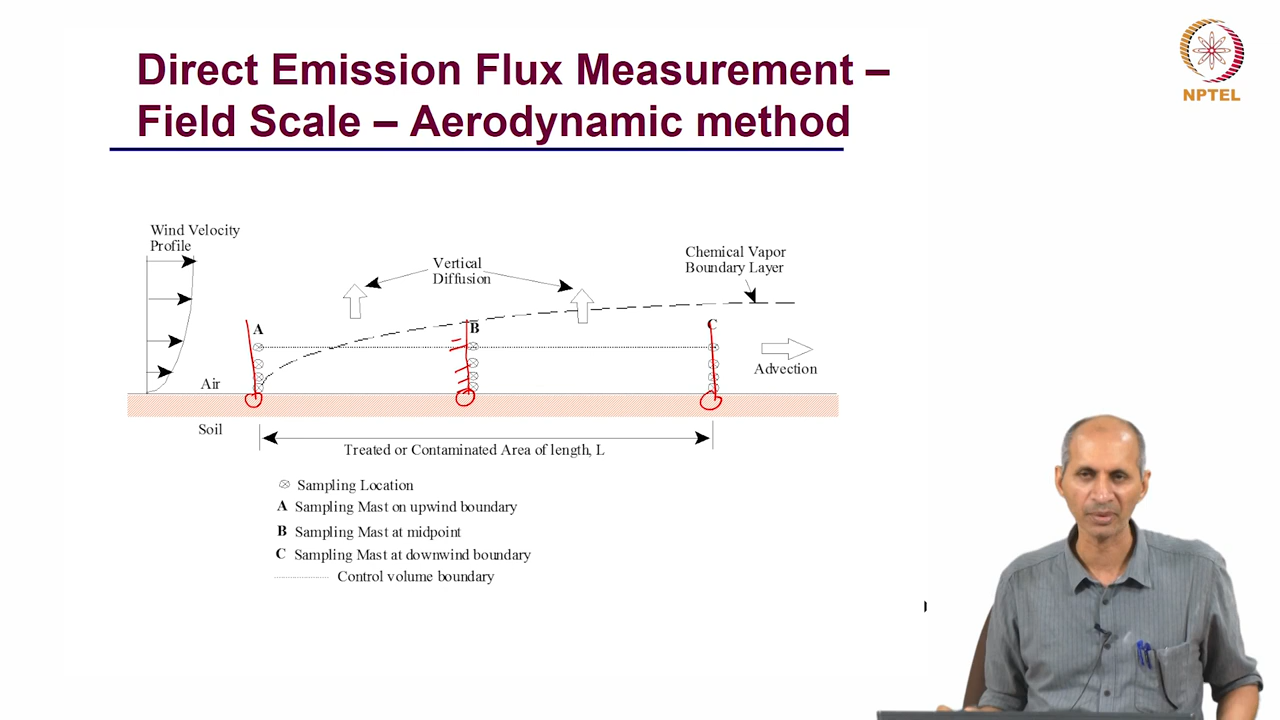 Direct Emission Flux Measurement –
Field Scale – Aerodynamic method
NPTEL
Wind Velocity
Profile
Vertical
Diffusion
Chemical Vapor
Boundary Layer
A
B
C
Air
Advection
Soil
Treated or Contaminated Area of length, L
Sampling Location
A Sampling Mast on upwind boundary
B Sampling Mast at midpoint
C Sampling Mast at downwind boundary
Control volume boundary